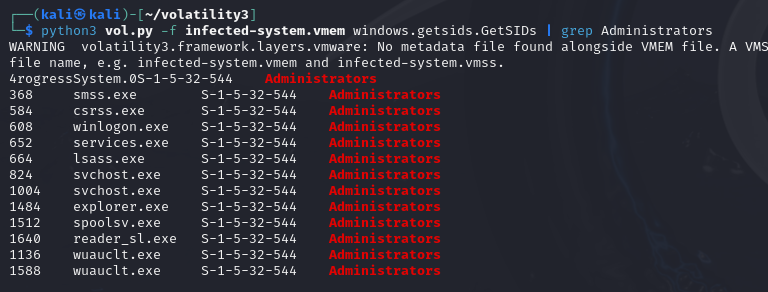 ┌──(kali㉿kali)-[~/volatility3]
└─$ python3 vol.py -f infected-system.vmem windows.getsids.GetSIDs | grep Administrators
WARNING  volatility3.framework.layers.vmware: No metadata file found alongside VMEM file. A VMS
file name, e.g. infected-system.vmem and infected-system.vmss.
4rogressSystem.0S-1-5-32-544    Administrators
368     smss.exe        S-1-5-32-544    Administrators
584     csrss.exe       S-1-5-32-544    Administrators
608     winlogon.exe    S-1-5-32-544    Administrators
652     services.exe    S-1-5-32-544    Administrators
664     lsass.exe       S-1-5-32-544    Administrators
824     svchost.exe     S-1-5-32-544    Administrators
1004    svchost.exe     S-1-5-32-544    Administrators
1484    explorer.exe    S-1-5-32-544    Administrators
1512    spoolsv.exe     S-1-5-32-544    Administrators
1640    reader_sl.exe   S-1-5-32-544    Administrators
1136    wuauclt.exe     S-1-5-32-544    Administrators
1588    wuauclt.exe     S-1-5-32-544    Administrators